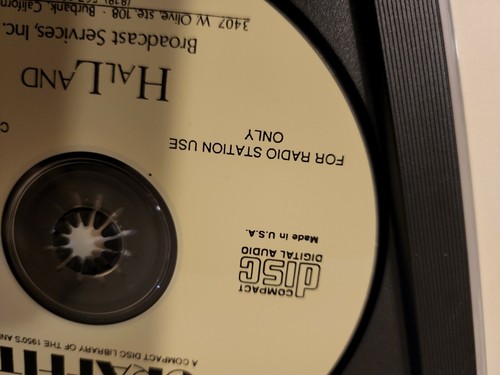 A COMPACT DISC LIBRARY OF THE 1950'S AN
COMPACT
disc
DIGITAL AUDIO
Made in U.S.A.
FOR RADIO STATION USE
ONLY
HALLAND
Broadcast Services, Inc.
3407 W. Olive, ste. 108 · Burbank, Californ